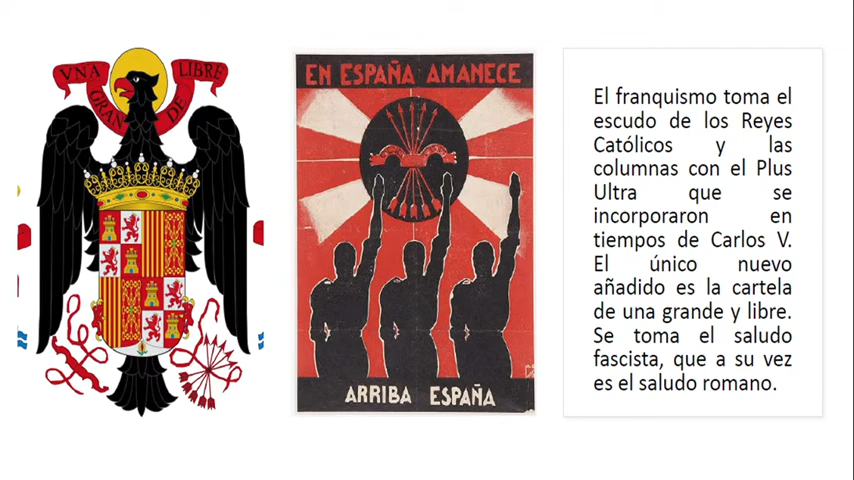 VNA GRANDE LIBRE
EN ESPAÑA AMANECE
ARRIBA ESPAÑA
El franquismo toma el
escudo de los Reyes
Católicos y las
columnas con el Plus
Ultra que se
incorporaron en
tiempos de Carlos V.
El único nuevo
añadido es la cartela
de una grande y libre.
Se toma el saludo
fascista, que a su vez
es el saludo romano.